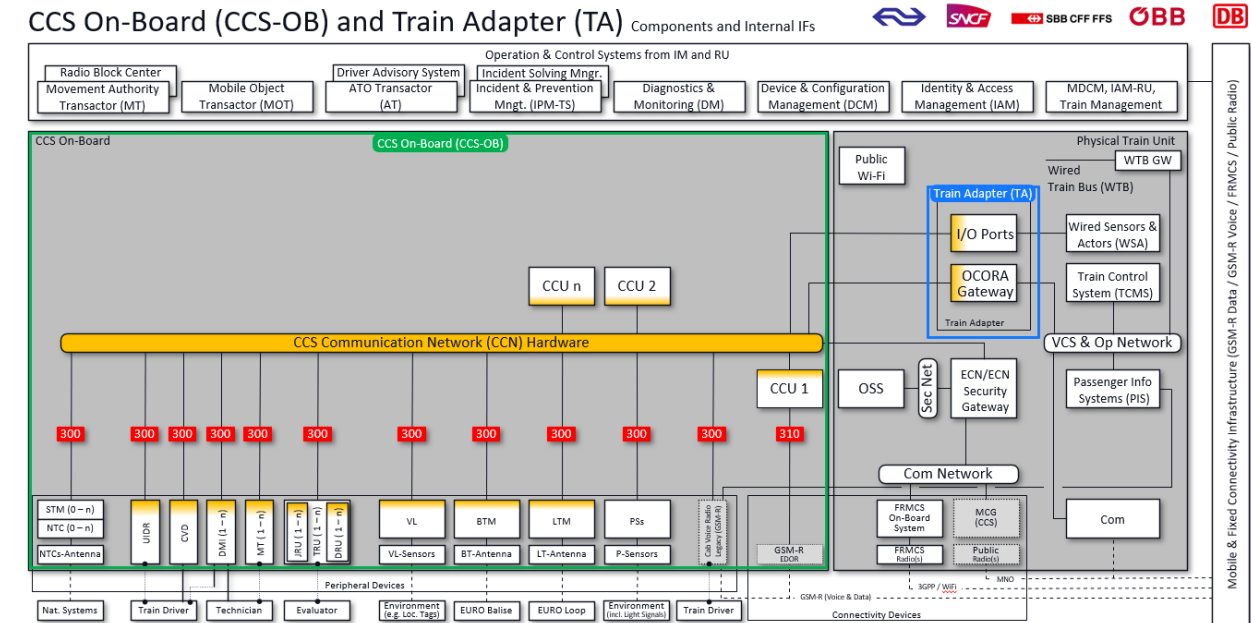 CCS On-Board (CCS-OB) and Train Adapter (TA) Components and Internal IFs
SNCF
SBB CFF FFS
ÖBB
DB
Operation & Control Systems from IM and RU
Radio Block Center
Movement Authority
Transactor (MT)
Mobile Object
Transactor (MOT)
Driver Advisory System
ATO Transactor
(AT)
Incident Solving Mngr.
Incident & Prevention
Mngt. (IPM-TS)
Diagnostics &
Monitoring (DM)
Device & Configuration
Management (DCM)
Identity & Access
Management (IAM)
MDCM, IAM-RU,
Train Management
Mobile & Fixed Connectivity Infrastructure (GSM-R Data / GSM-R Voice / FRMCS / Public Radio)
CCS On-Board
CCS On-Board (CCS-OB)
Physical Train Unit
Public
Wi-Fi
WTB GW
Wired
Train Bus (WTB)
Train Adapter (TA)
I/O Ports
Wired Sensors &
Actors (WSA)
OCORA
Gateway
Train Control
System (TCMS)
Train Adapter
CCU n
CCU 2
CCS Communication Network (CCN) Hardware
VCS & Op Network
CCU 1
OSS
Sec Net
ECN/ECN
Security
Gateway
Passenger Info
Systems (PIS)
300
300
300
300
300
300
300
300
300
300
300
310
Com Network
STM (0 – n)
NTC (0 – n)
NTCs-Antenna
UIDR
CVD
DMI (1 – n)
MT ( 1 – n)
JRU ( 1 – n)
TRU ( 1 – n)
DRU ( 1 – n)
VL
VL-Sensors
BTM
BT-Antenna
LTM
LT-Antenna
PSs
P-Sensors
Cab Voice Radio
Legacy (GSM-R)
GSM-R
EDOR
FRMCS
On-Board
System
FRMCS
Radio(s)
MCG
(CCS)
Public
Radio(s)
Com
Peripheral Devices
MNO
3GPP / WiFi
GSM-R (Voice & Data)
Nat. Systems
Train Driver
Technician
Evaluator
Environment
(e.g. Loc. Tags)
EURO Balise
EURO Loop
Environment
(incl. Light Signals)
Train Driver
Connectivity Devices